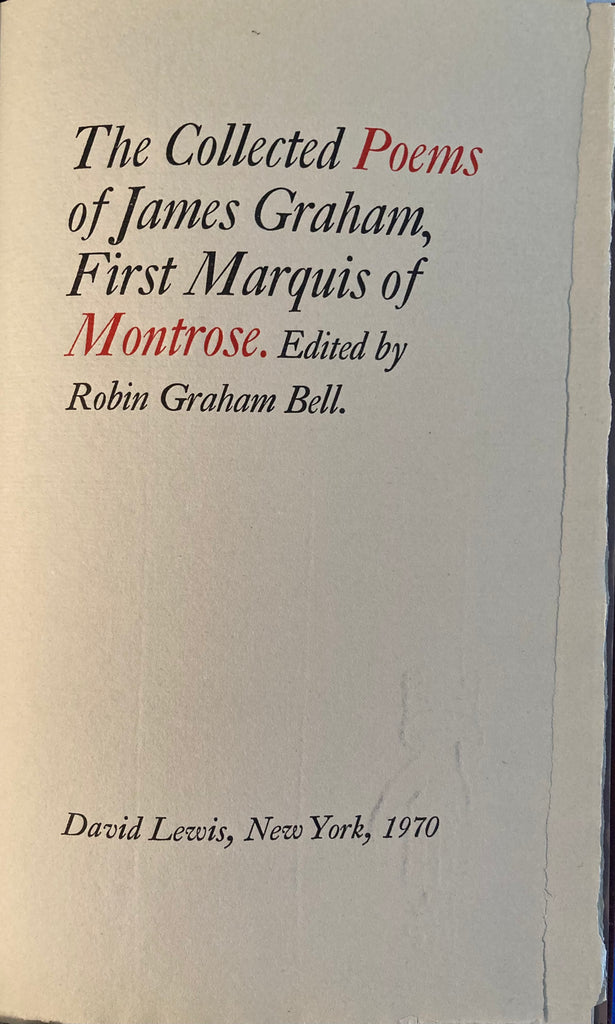 The Collected Poems
of James Graham,
First Marquis of
Montrose. Edited by
Robin Graham Bell.
David Lewis, New York, 1970